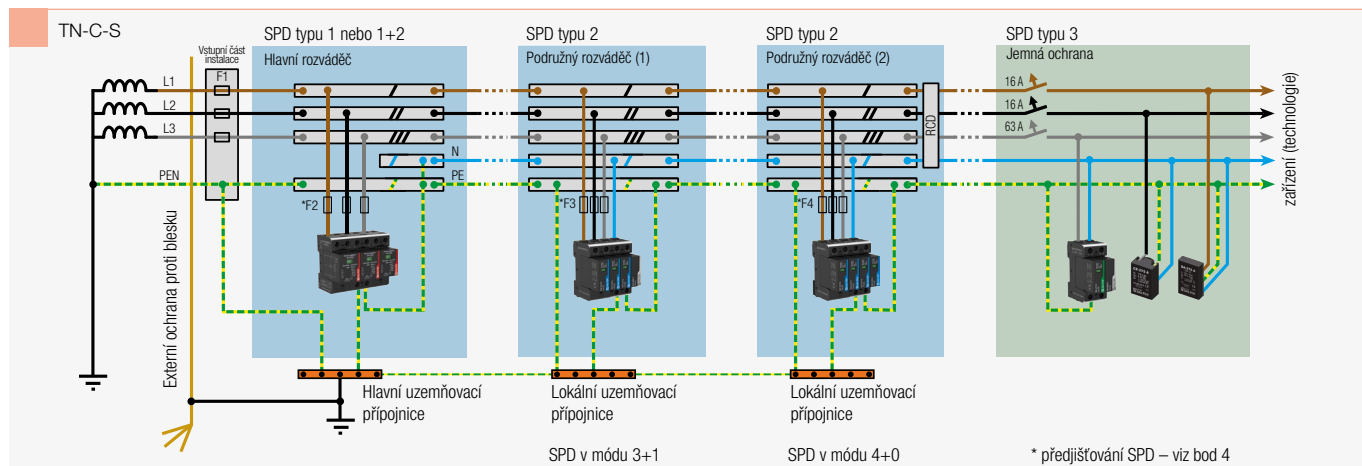 TN-C-S
SPD typu 1 nebo 1+2
SPD typu 2
SPD typu 2
SPD typu 3
Vstupní část
instalace
Hlavní rozváděč
Podružný rozváděč (1)
Podružný rozváděč (2)
Jemná ochrana
F1
L1
L2
L3
PEN
N
PE
*F2
*F3
*F4
RCD
16 A
16 A
63 A
zařízení (technologie)
Externí ochrana proti blesku
Hlavní uzemňovací
přípojnice
Lokální uzemňovací
přípojnice
Lokální uzemňovací
přípojnice
SPD v módu 3+1
SPD v módu 4+0
* předjišťování SPD – viz bod 4